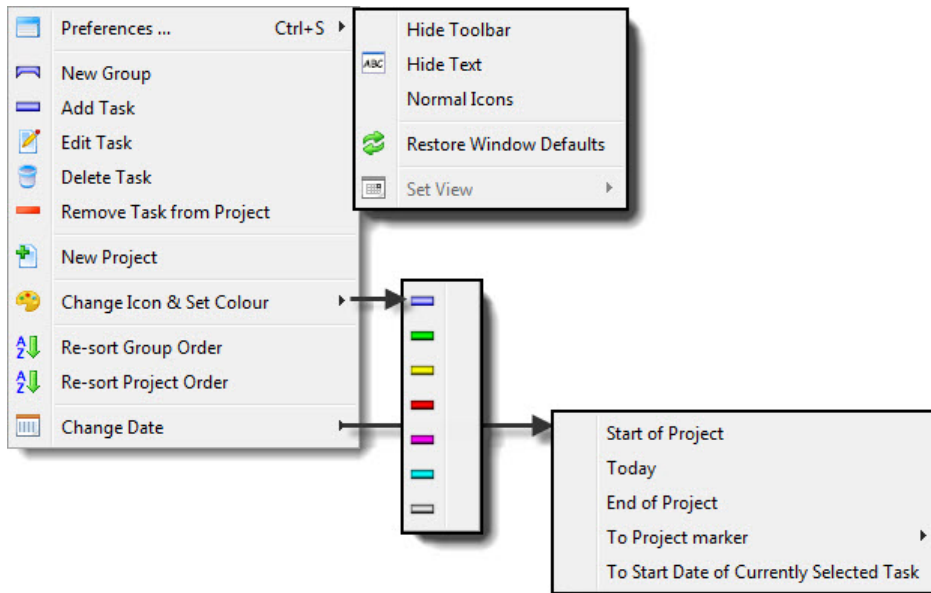 Preferences ... Ctrl+S
New Group
Add Task
Edit Task
Delete Task
Remove Task from Project
New Project
Change Icon & Set Colour
A
Z
Re-sort Group Order
A
Z
Re-sort Project Order
Change Date
Hide Toolbar
ABC
Hide Text
Normal Icons
Restore Window Defaults
Set View
Start of Project
Today
End of Project
To Project marker
To Start Date of Currently Selected Task